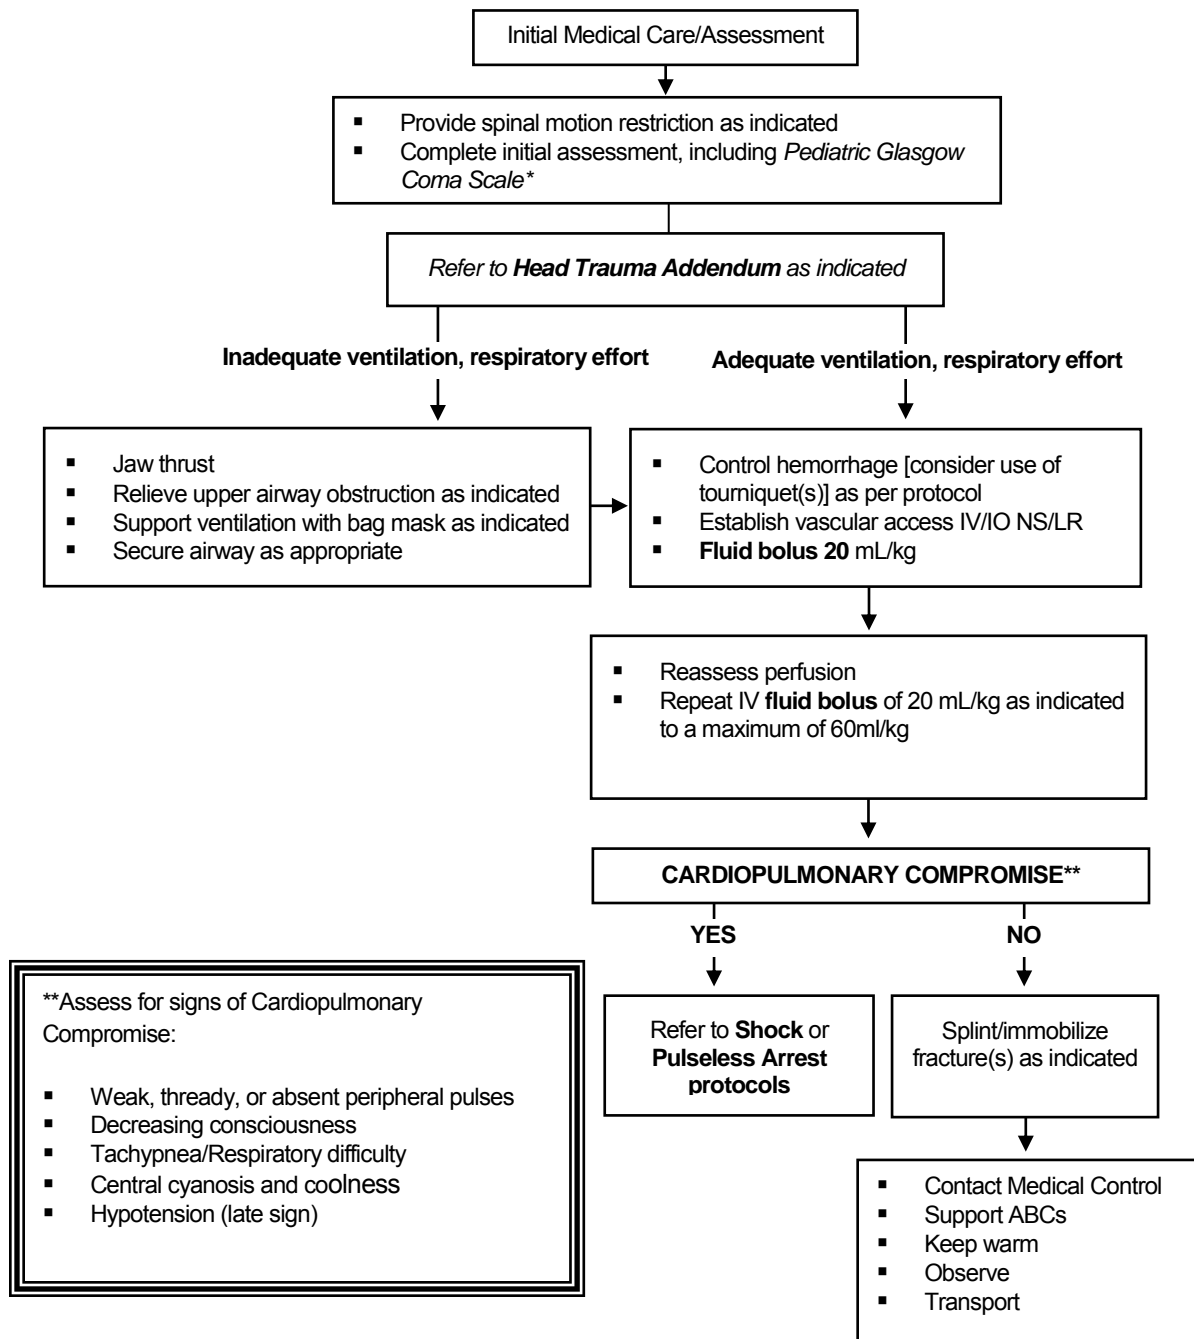 Initial Medical Care/Assessment
▪ Provide spinal motion restriction as indicated
▪ Complete initial assessment, including Pediatric Glasgow
Coma Scale*
Refer to Head Trauma Addendum as indicated
Inadequate ventilation, respiratory effort
Adequate ventilation, respiratory effort
▪ Jaw thrust
▪ Relieve upper airway obstruction as indicated
▪ Support ventilation with bag mask as indicated
▪ Secure airway as appropriate
▪ Control hemorrhage [consider use of
tourniquet(s)] as per protocol
▪ Establish vascular access IV/IO NS/LR
▪ Fluid bolus 20 mL/kg
▪ Reassess perfusion
▪ Repeat IV fluid bolus of 20 mL/kg as indicated
to a maximum of 60ml/kg
CARDIOPULMONARY COMPROMISE**
YES
NO
Refer to Shock or
Pulseless Arrest
protocols
Splint/immobilize
fracture(s) as indicated
▪ Contact Medical Control
▪ Support ABCs
▪ Keep warm
▪ Observe
▪ Transport
**Assess for signs of Cardiopulmonary
Compromise:
▪ Weak, thready, or absent peripheral pulses
▪ Decreasing consciousness
▪ Tachypnea/Respiratory difficulty
▪ Central cyanosis and coolness
▪ Hypotension (late sign)